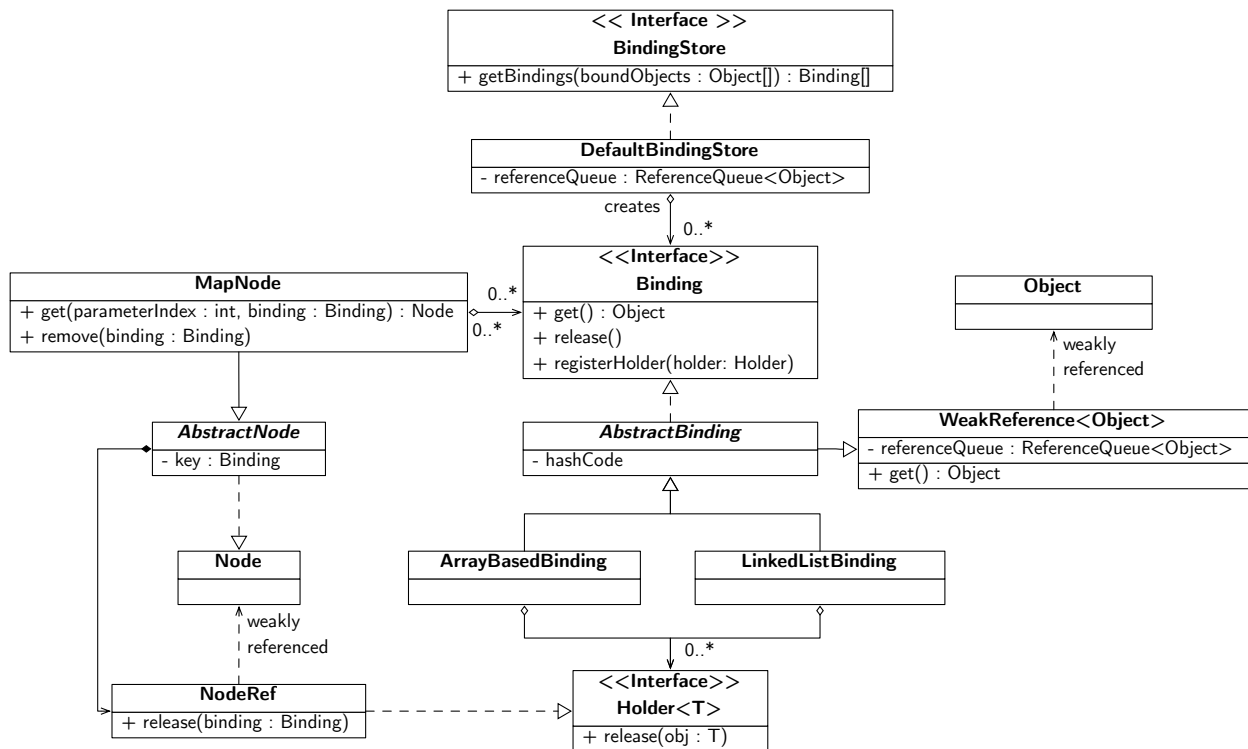 << Interface >>
BindingStore
+ getBindings(boundObjects : Object[]) : Binding[]
DefaultBindingStore
- referenceQueue : ReferenceQueue<Object>
creates
0..*
<<Interface>>
Binding
+ get() : Object
+ release()
+ registerHolder(holder: Holder)
MapNode
+ get(parameterIndex : int, binding : Binding) : Node
+ remove(binding : Binding)
0..*
0..*
Object
weakly
referenced
AbstractNode
- key : Binding
AbstractBinding
- hashCode
WeakReference<Object>
- referenceQueue : ReferenceQueue<Object>
+ get() : Object
Node
ArrayBasedBinding
LinkedListBinding
weakly
referenced
0..*
NodeRef
+ release(binding : Binding)
<<Interface>>
Holder<T>
+ release(obj : T)